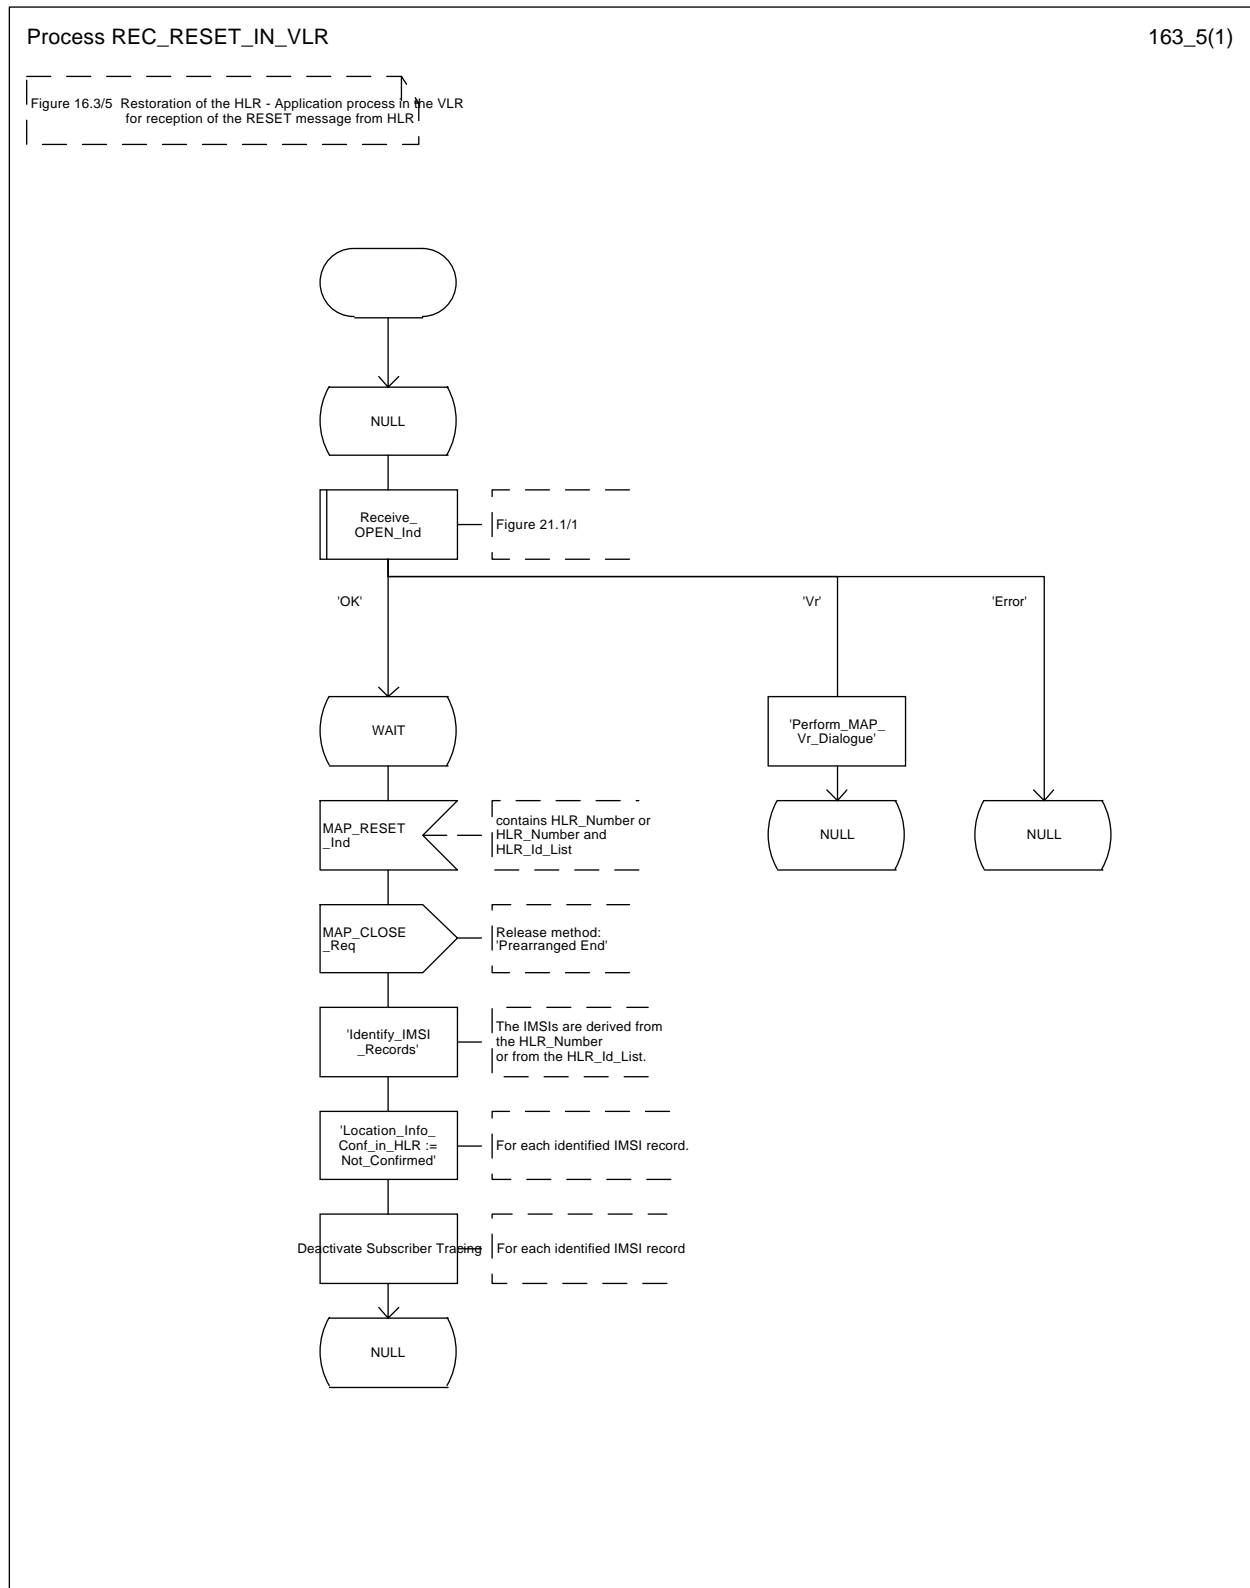 Process REC_RESET_IN_VLR
163_5(1)
Figure 16.3/5 Restoration of the HLR - Application process in the VLR
for reception of the RESET message from HLR
NULL
Receive_
OPEN_Ind
Figure 21.1/1
'OK'
'Vr'
'Error'
WAIT
'Perform_MAP_
Vr_Dialogue'
MAP_RESET
_Ind
contains HLR_Number or
HLR_Number and
HLR_Id_List
NULL
NULL
MAP_CLOSE
_Req
Release method:
'Prearranged End'
'Identify_IMSI
_Records'
The IMSIs are derived from
the HLR_Number
or from the HLR_Id_List.
'Location_Info_
Conf_in_HLR :=
Not_Confirmed'
For each identified IMSI record.
Deactivate Subscriber Tracing
For each identified IMSI record
NULL